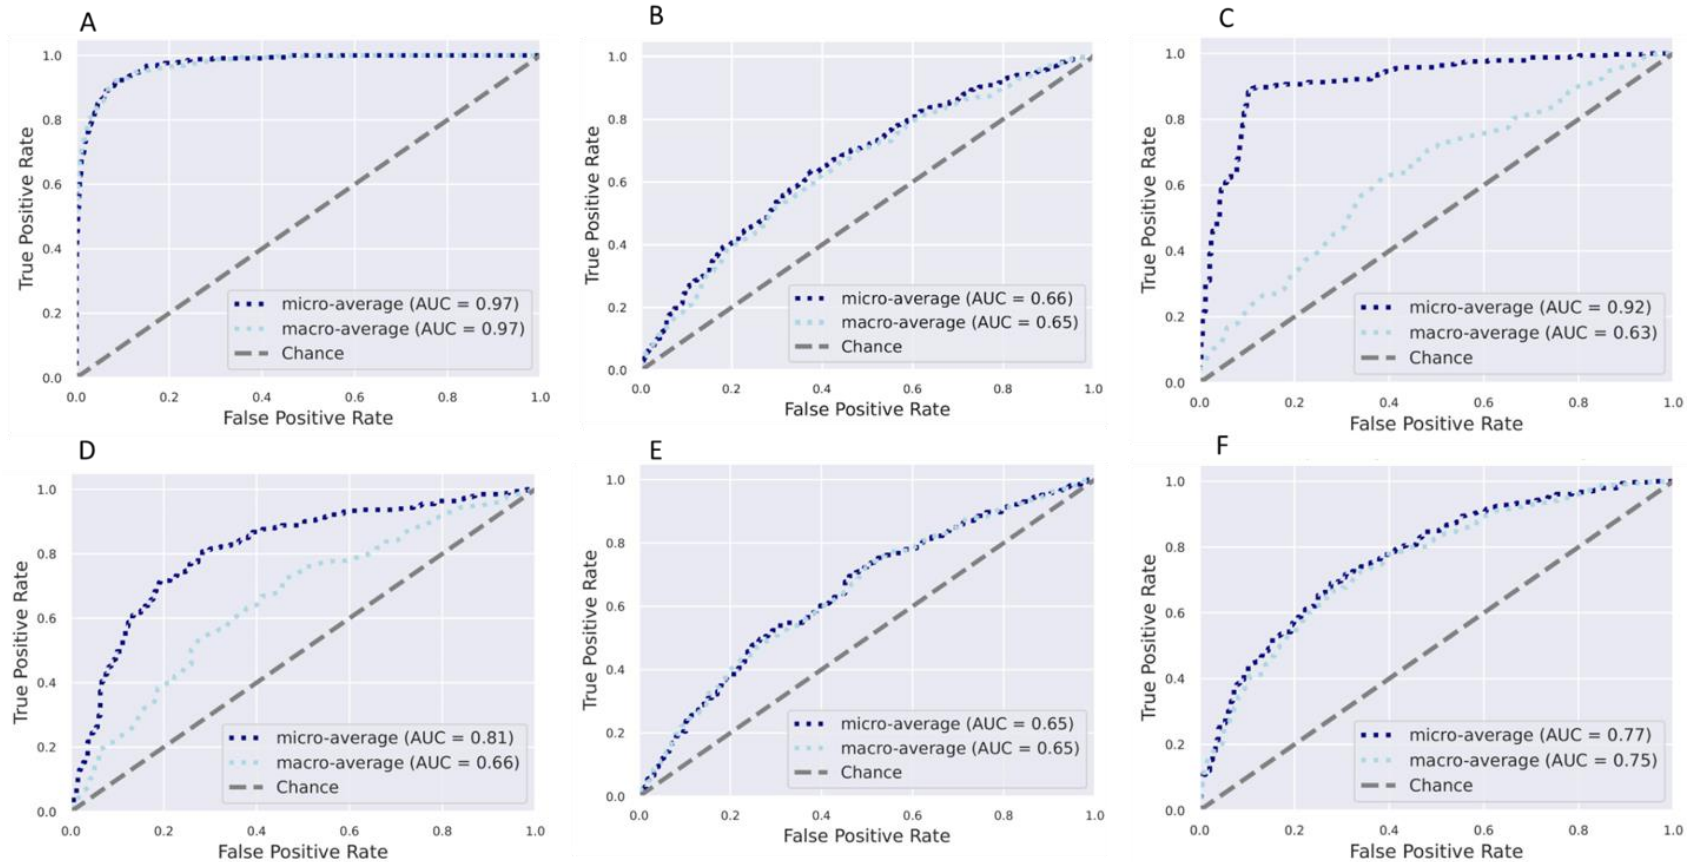 A
1.0
0.8
0.6
0.4
0.2
0.0
True Positive Rate
micro-average (AUC = 0.97)
macro-average (AUC = 0.97)
Chance
0.0 0.2 0.4 0.6 0.8 1.0
False Positive Rate
B
1.0
0.8
0.6
0.4
0.2
0.0
True Positive Rate
micro-average (AUC = 0.66)
macro-average (AUC = 0.65)
Chance
0.0 0.2 0.4 0.6 0.8 1.0
False Positive Rate
C
1.0
0.8
0.6
0.4
0.2
0.0
True Positive Rate
micro-average (AUC = 0.92)
macro-average (AUC = 0.63)
Chance
0.0 0.2 0.4 0.6 0.8 1.0
False Positive Rate
D
1.0
0.8
0.6
0.4
0.2
0.0
True Positive Rate
micro-average (AUC = 0.81)
macro-average (AUC = 0.66)
Chance
0.0 0.2 0.4 0.6 0.8 1.0
False Positive Rate
E
1.0
0.8
0.6
0.4
0.2
0.0
True Positive Rate
micro-average (AUC = 0.65)
macro-average (AUC = 0.65)
Chance
0.0 0.2 0.4 0.6 0.8 1.0
False Positive Rate
F
1.0
0.8
0.6
0.4
0.2
0.0
True Positive Rate
micro-average (AUC = 0.77)
macro-average (AUC = 0.75)
Chance
0.0 0.2 0.4 0.6 0.8 1.0
False Positive Rate